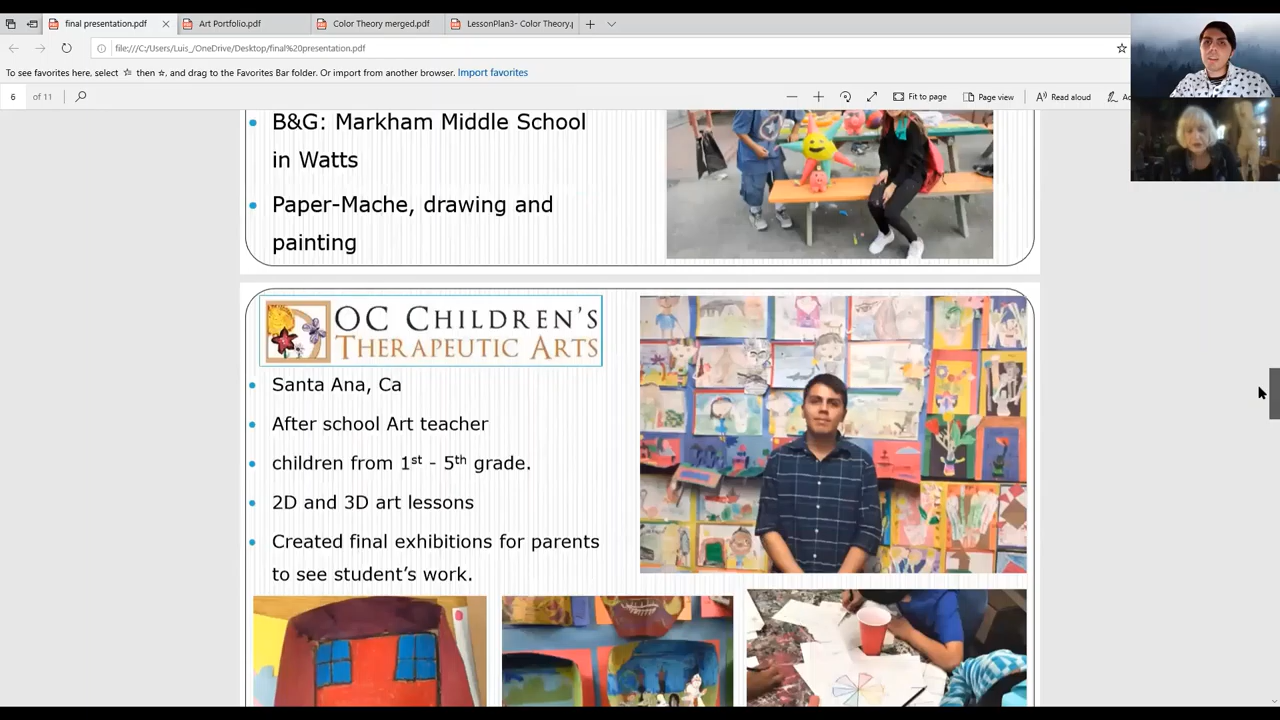 final presentation.pdf
Art Portfolio.pdf
Color Theory merged.pdf
LessonPlan3- Color Theory.p
file:///C:/Users/Luis_/OneDrive/Desktop/final%20presentation.pdf
To see favorites here, select then ☆, and drag to the Favorites Bar folder. Or import from another browser. Import favorites
6 of 11
Fit to page
Page view
Read aloud
B&G: Markham Middle School
in Watts
Paper-Mache, drawing and
painting
OC CHILDREN'S
THERAPEUTIC ARTS
Santa Ana, Ca
After school Art teacher
children from 1st - 5th grade.
2D and 3D art lessons
Created final exhibitions for parents
to see student's work.